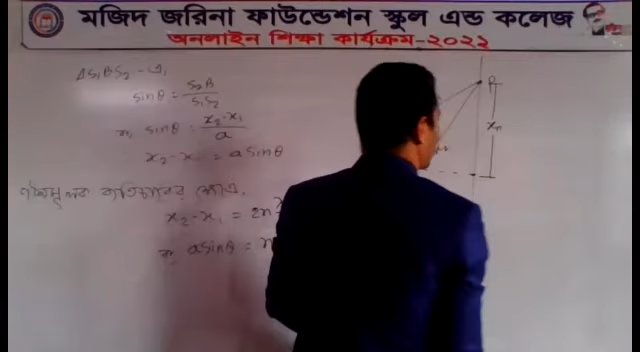 মজিদ জরিনা ফাউন্ডেশন স্কুল এন্ড কলেজ
অনলাইন শিক্ষা কার্যক্রম-২০২২
ΔS₁BS₂ -এ,
sinθ = S₂B/S₁S₂
বা, sinθ = x₂-x₁/a
x₂-x₁ = a sinθ
গঠনমূলক ব্যতিচারের ক্ষেত্রে,
x₂-x₁ = 2n
বা, a sinθ = n
P
xₙ